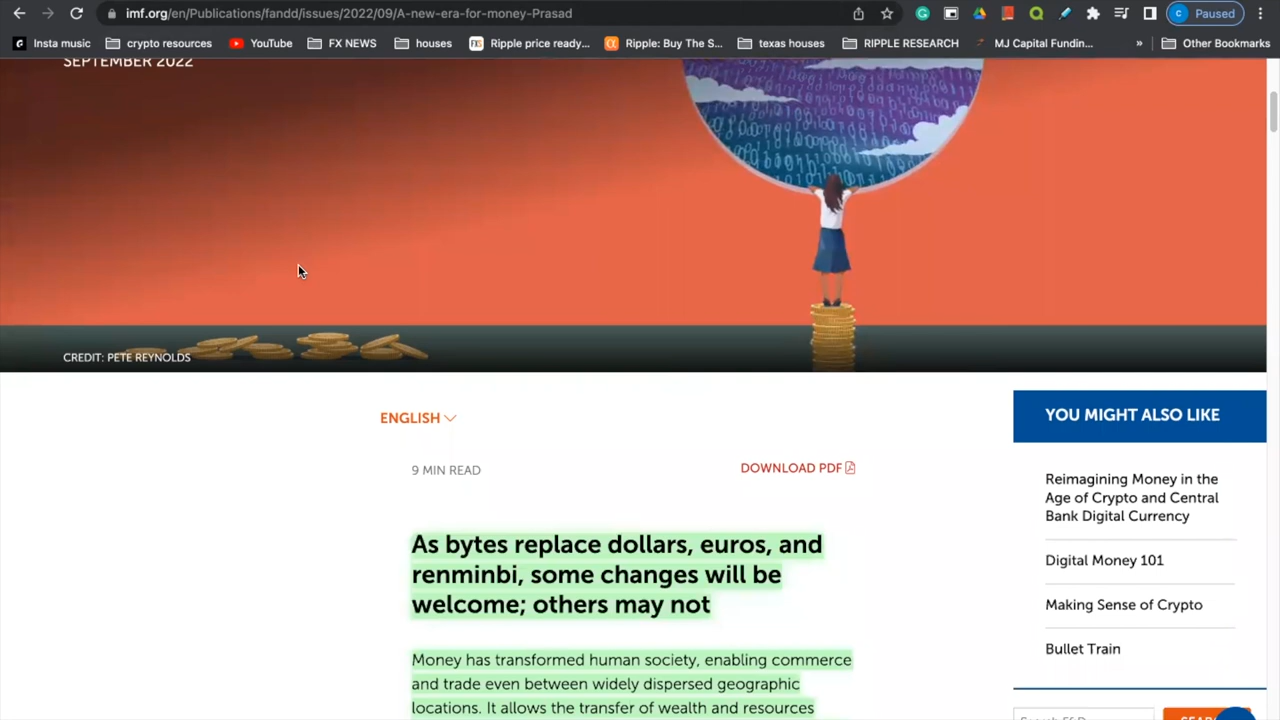 imf.org/en/Publications/fandd/issues/2022/09/A-new-era-for-money-Prasad
C Paused
Insta music crypto resources YouTube FX NEWS houses FXS Ripple price ready... α Ripple: Buy The S... texas houses RIPPLE RESEARCH MJ Capital Fundin... » Other Bookmarks
SEPTEMBER 2022
CREDIT: PETE REYNOLDS
ENGLISH
9 MIN READ
DOWNLOAD PDF
As bytes replace dollars, euros, and
renminbi, some changes will be
welcome; others may not
Money has transformed human society, enabling commerce
and trade even between widely dispersed geographic
locations. It allows the transfer of wealth and resources
YOU MIGHT ALSO LIKE
Reimagining Money in the
Age of Crypto and Central
Bank Digital Currency
Digital Money 101
Making Sense of Crypto
Bullet Train